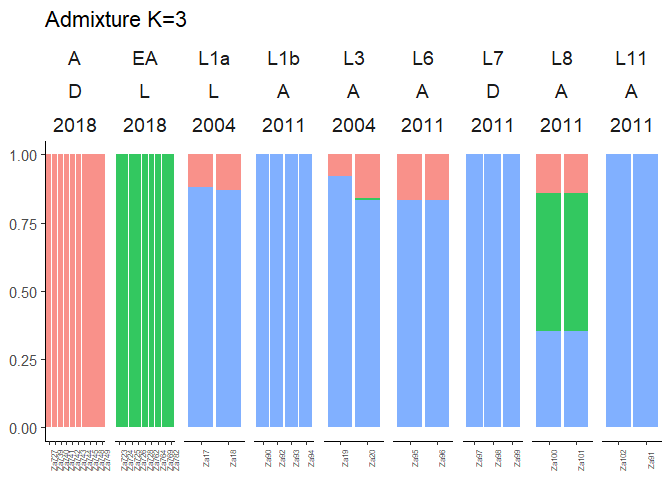 Admixture K=3
A EA L1a L1b L3 L6 L7 L8 L11
D L L A A A D A A
2018 2018 2004 2011 2004 2011 2011 2011 2011
1.00
0.75
0.50
0.25
0.00
Za17 Za18 Za90 Za92 Za93 Za94 Za19 Za20 Za95 Za96 Za97 Za98 Za99 Za100 Za101 Za102 Za91